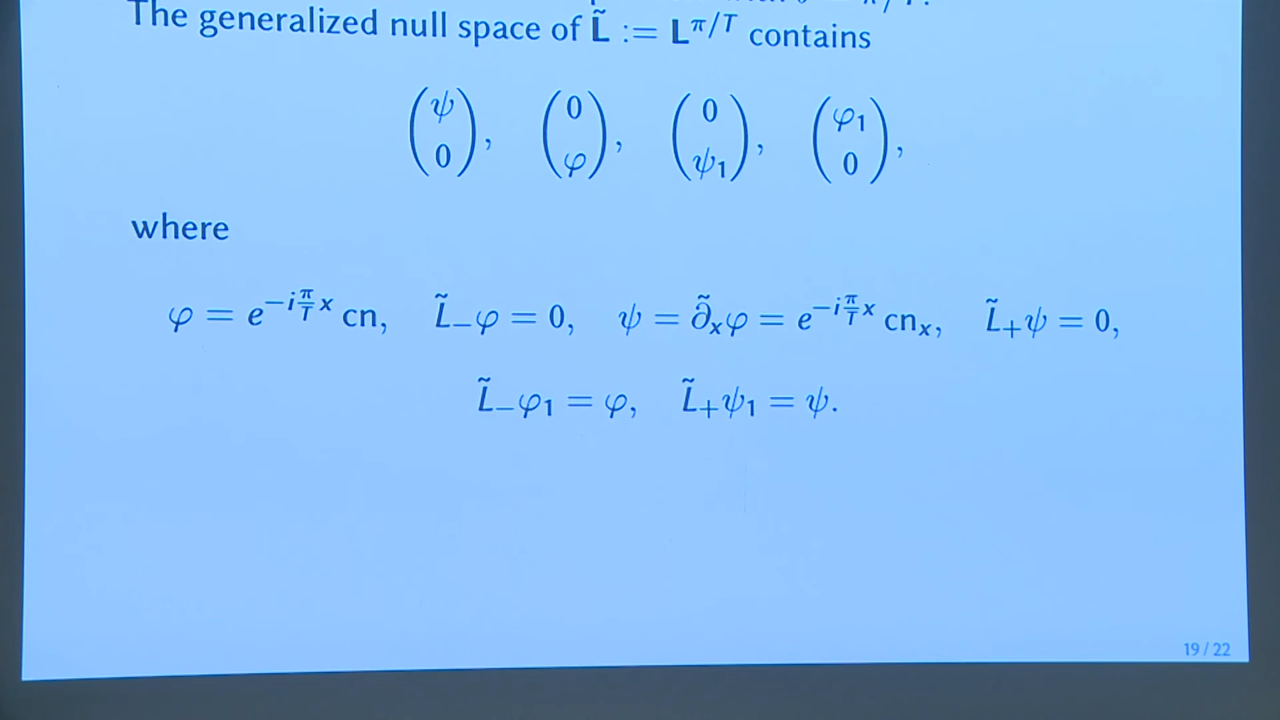 The generalized null space of L̃ := L^{π/T} contains
(ψ 0), (0 φ), (0 ψ₁), (φ₁ 0),
where
φ = e^{−i π/T x} cn, L̃₋φ = 0, ψ = ∂̃ₓφ = e^{−i π/T x} cnₓ, L̃₊ψ = 0,
L̃₋φ₁ = φ, L̃₊ψ₁ = ψ.
19 / 22